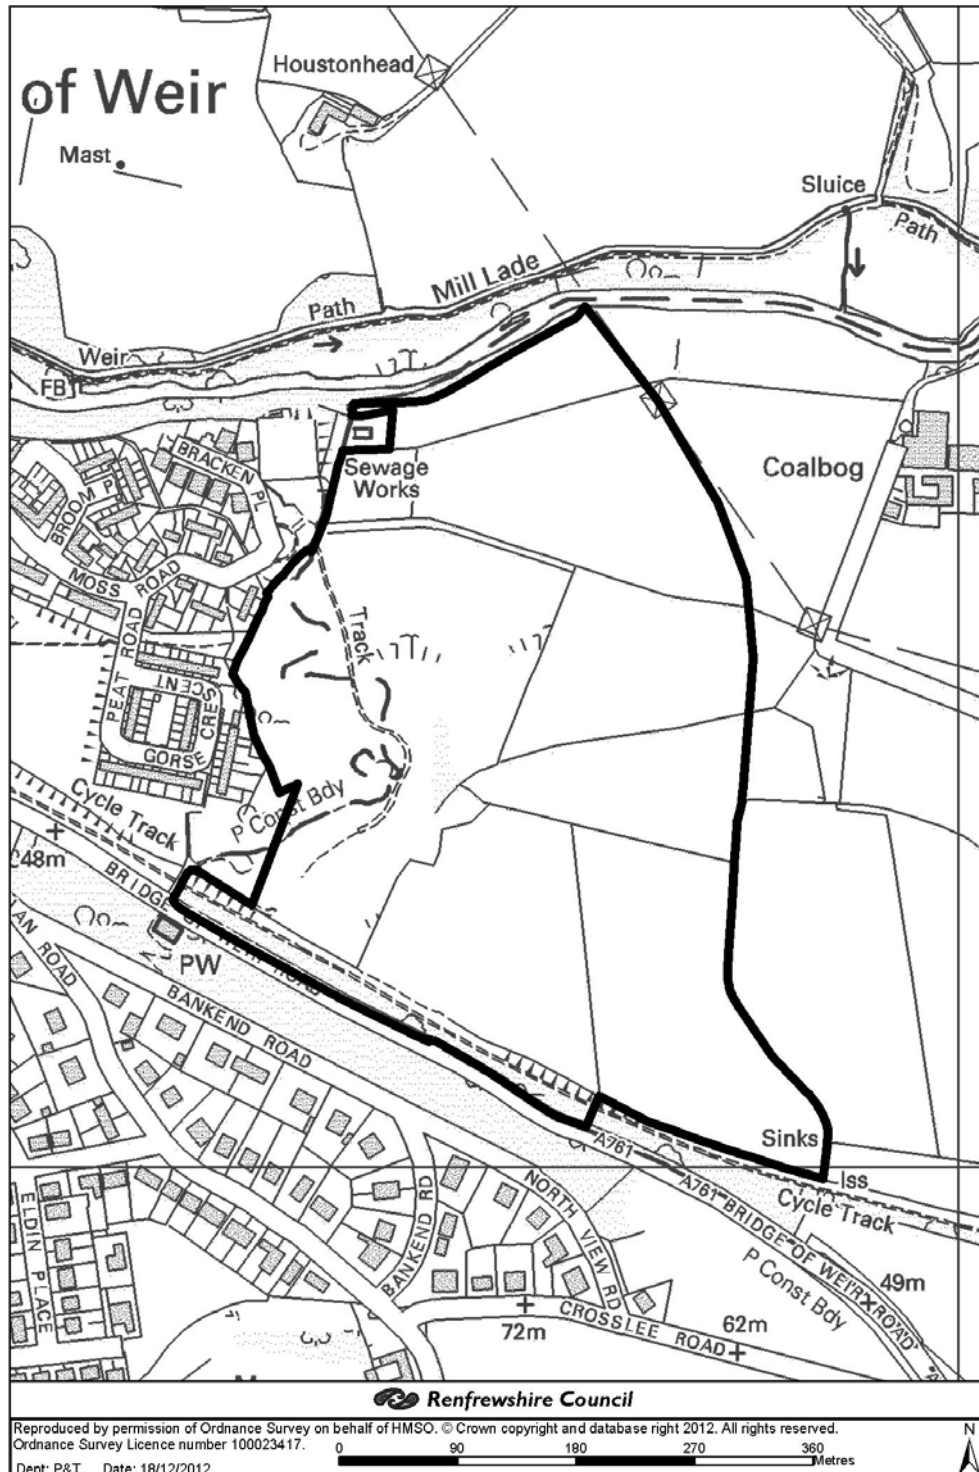 Houstonhead
of Weir
Mast
Sluice
Path
Mill Lade
Path
Weir
FB
BRACKEN PL
BROOM PL
Sewage
Works
Coalbog
MOSS ROAD
PEAT ROAD
Track
GORSE CRESCENT
Cycle Track
P Const Bdy
48m
BRIDGE OF WEIR ROAD
LAN ROAD
PW
BANKEND ROAD
Sinks
A761
Iss
A761 BRIDGE OF WEIR ROAD
Cycle Track
ELDIN PLACE
BANKEND RD
NORTH VIEW RD
P Const Bdy
49m
72m
CROSSLEE ROAD
62m
Renfrewshire Council
Reproduced by permission of Ordnance Survey on behalf of HMSO. © Crown copyright and database right 2012. All rights reserved.
Ordnance Survey Licence number 100023417.
N
0 90 180 270 360
Metres
Dept: P&T Date: 18/12/2012